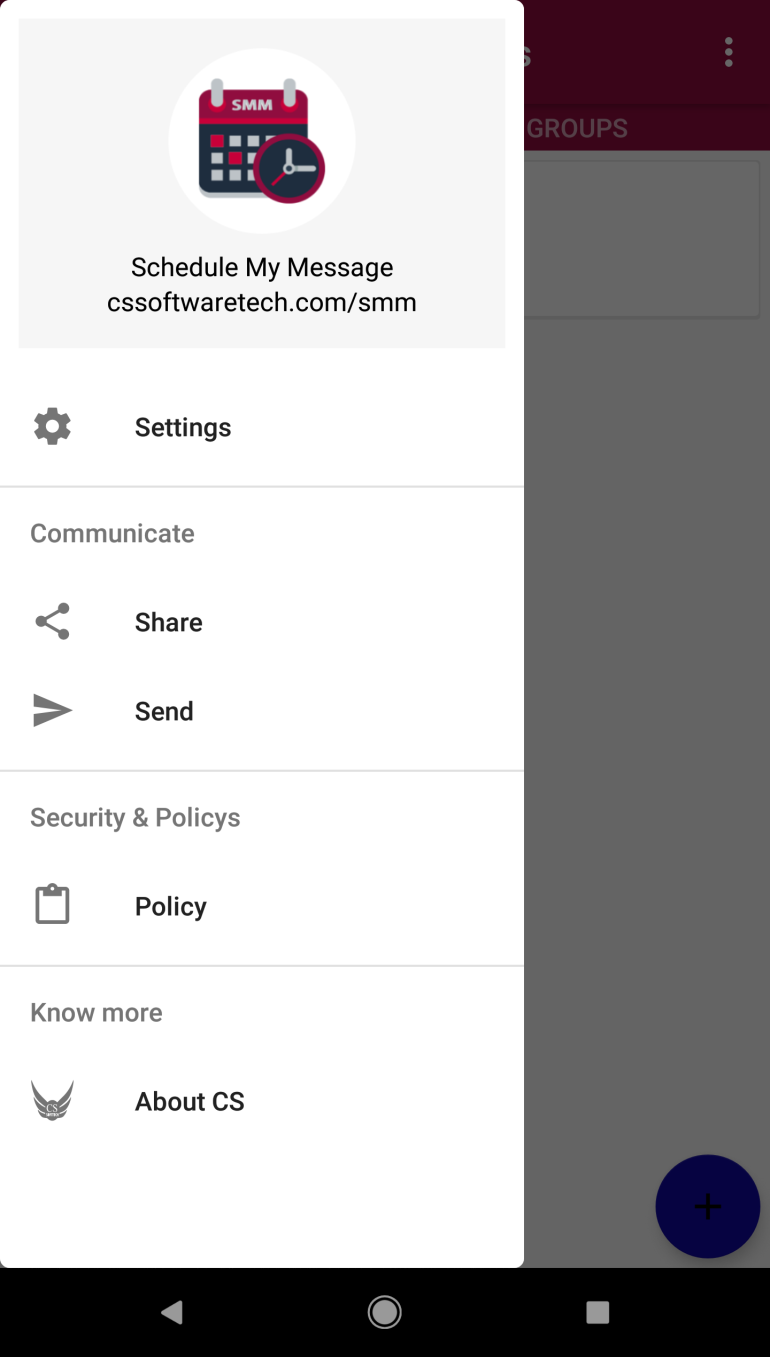 SMM
Schedule My Message
cssoftwaretech.com/smm
GROUPS
Settings
Communicate
Share
Send
Security & Policys
Policy
Know more
CS
About CS